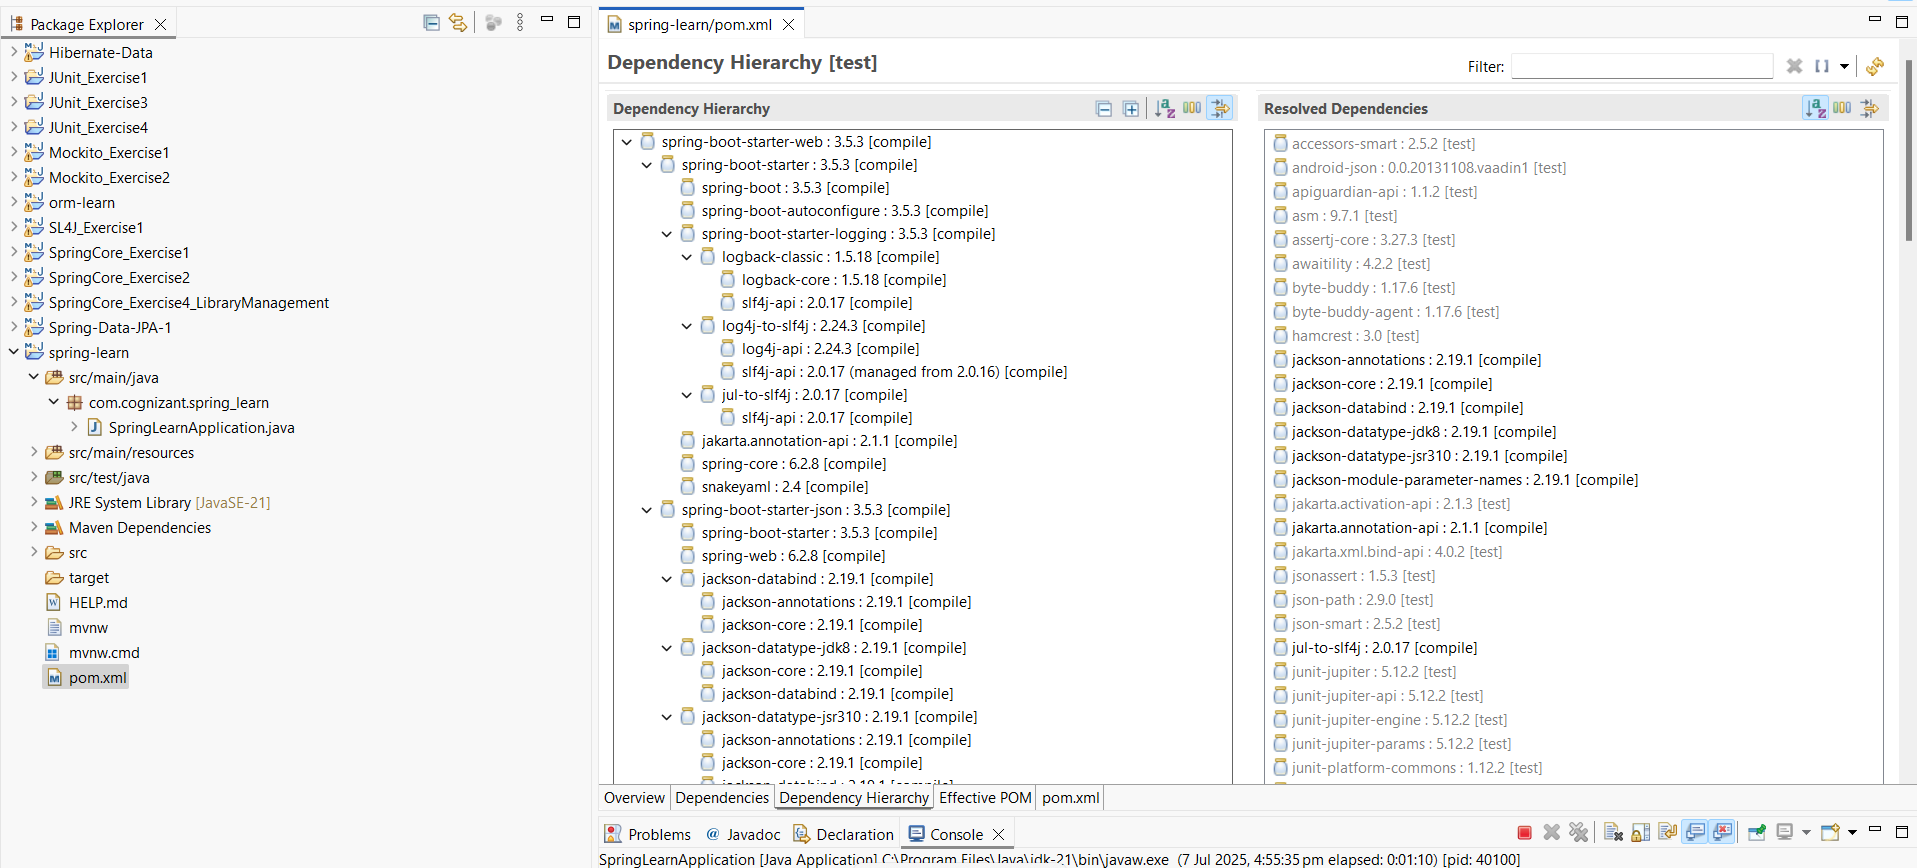 Package Explorer
Hibernate-Data
JUnit_Exercise1
JUnit_Exercise3
JUnit_Exercise4
Mockito_Exercise1
Mockito_Exercise2
orm-learn
SL4J_Exercise1
SpringCore_Exercise1
SpringCore_Exercise2
SpringCore_Exercise4_LibraryManagement
Spring-Data-JPA-1
spring-learn
src/main/java
com.cognizant.spring_learn
SpringLearnApplication.java
src/main/resources
src/test/java
JRE System Library [JavaSE-21]
Maven Dependencies
src
target
HELP.md
mvnw
mvnw.cmd
pom.xml
spring-learn/pom.xml
Dependency Hierarchy [test]
Filter:
Dependency Hierarchy
spring-boot-starter-web : 3.5.3 [compile]
spring-boot-starter : 3.5.3 [compile]
spring-boot : 3.5.3 [compile]
spring-boot-autoconfigure : 3.5.3 [compile]
spring-boot-starter-logging : 3.5.3 [compile]
logback-classic : 1.5.18 [compile]
logback-core : 1.5.18 [compile]
slf4j-api : 2.0.17 [compile]
log4j-to-slf4j : 2.24.3 [compile]
log4j-api : 2.24.3 [compile]
slf4j-api : 2.0.17 (managed from 2.0.16) [compile]
jul-to-slf4j : 2.0.17 [compile]
slf4j-api : 2.0.17 [compile]
jakarta.annotation-api : 2.1.1 [compile]
spring-core : 6.2.8 [compile]
snakeyaml : 2.4 [compile]
spring-boot-starter-json : 3.5.3 [compile]
spring-boot-starter : 3.5.3 [compile]
spring-web : 6.2.8 [compile]
jackson-databind : 2.19.1 [compile]
jackson-annotations : 2.19.1 [compile]
jackson-core : 2.19.1 [compile]
jackson-datatype-jdk8 : 2.19.1 [compile]
jackson-core : 2.19.1 [compile]
jackson-databind : 2.19.1 [compile]
jackson-datatype-jsr310 : 2.19.1 [compile]
jackson-annotations : 2.19.1 [compile]
jackson-core : 2.19.1 [compile]
jackson-databind : 2.19.1 [compile]
Resolved Dependencies
accessors-smart : 2.5.2 [test]
android-json : 0.0.20131108.vaadin1 [test]
apiguardian-api : 1.1.2 [test]
asm : 9.7.1 [test]
assertj-core : 3.27.3 [test]
awaitility : 4.2.2 [test]
byte-buddy : 1.17.6 [test]
byte-buddy-agent : 1.17.6 [test]
hamcrest : 3.0 [test]
jackson-annotations : 2.19.1 [compile]
jackson-core : 2.19.1 [compile]
jackson-databind : 2.19.1 [compile]
jackson-datatype-jdk8 : 2.19.1 [compile]
jackson-datatype-jsr310 : 2.19.1 [compile]
jackson-module-parameter-names : 2.19.1 [compile]
jakarta.activation-api : 2.1.3 [test]
jakarta.annotation-api : 2.1.1 [compile]
jakarta.xml.bind-api : 4.0.2 [test]
jsonassert : 1.5.3 [test]
json-path : 2.9.0 [test]
json-smart : 2.5.2 [test]
jul-to-slf4j : 2.0.17 [compile]
junit-jupiter : 5.12.2 [test]
junit-jupiter-api : 5.12.2 [test]
junit-jupiter-engine : 5.12.2 [test]
junit-jupiter-params : 5.12.2 [test]
junit-platform-commons : 1.12.2 [test]
Overview Dependencies Dependency Hierarchy Effective POM pom.xml
Problems @ Javadoc Declaration Console
SpringLearnApplication [Java Application] C:\Program Files\Java\jdk-21\bin\javaw.exe (7 Jul 2025, 4:55:35 pm elapsed: 0:01:10) [pid: 40100]